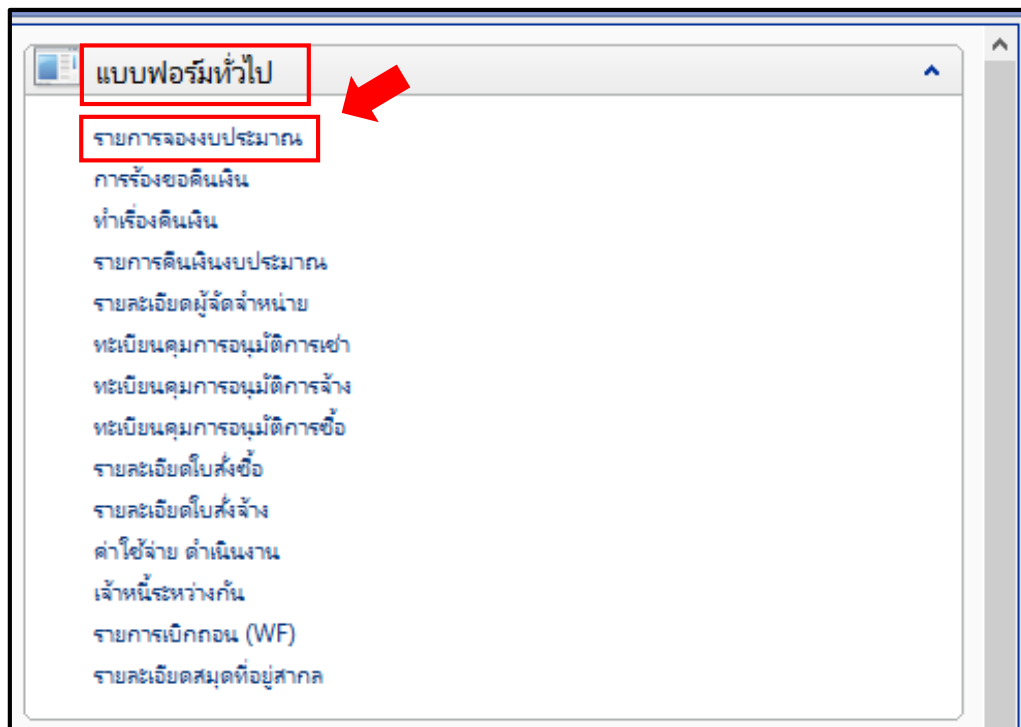 แบบฟอร์มทั่วไป
รายการจองงบประมาณ
การร้องขอคืนเงิน
ทำเรื่องคืนเงิน
รายการคืนเงินงบประมาณ
รายละเอียดผู้จัดจำหน่าย
ทะเบียนคุมการอนุมัติการเช่า
ทะเบียนคุมการอนุมัติการจ้าง
ทะเบียนคุมการอนุมัติการซื้อ
รายละเอียดใบสั่งซื้อ
รายละเอียดใบสั่งจ้าง
ค่าใช้จ่าย ดำเนินงาน
เจ้าหนี้ระหว่างกัน
รายการเบิกถอน (WF)
รายละเอียดสมุดที่อยู่สากล